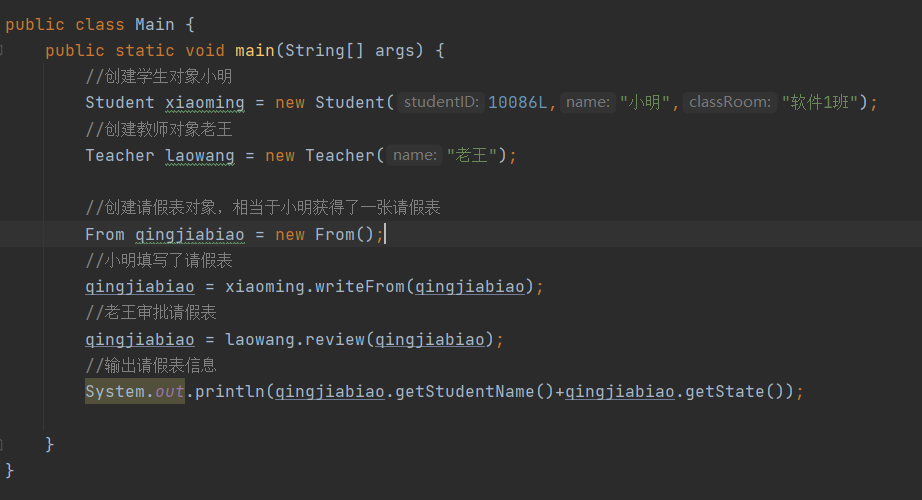 public class Main {
public static void main(String[] args) {
//创建学生对象小明
Student xiaoming = new Student( studentID: 10086L, name: "小明", classRoom: "软件1班");
//创建教师对象老王
Teacher laowang = new Teacher( name: "老王");
//创建请假表对象，相当于小明获得了一张请假表
From qingjiabiao = new From();
//小明填写了请假表
qingjiabiao = xiaoming.writeFrom(qingjiabiao);
//老王审批请假表
qingjiabiao = laowang.review(qingjiabiao);
//输出请假表信息
System.out.println(qingjiabiao.getStudentName()+qingjiabiao.getState());
}
}